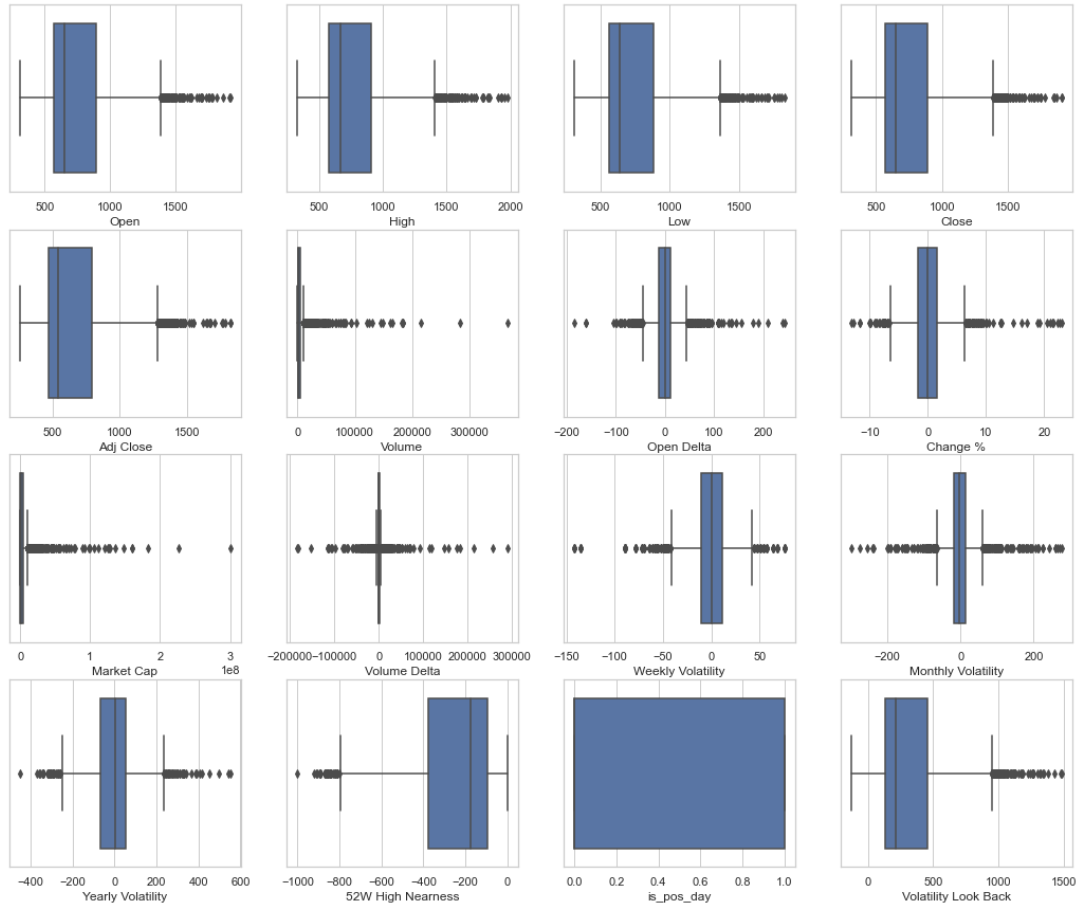 500 1000 1500
Open
500 1000 1500 2000
High
500 1000 1500
Low
500 1000 1500
Close
500 1000 1500
Adj Close
0 100000 200000 300000
Volume
−200 −100 0 100 200
Open Delta
−10 0 10 20
Change %
0 1 2 3
1e8
Market Cap
−200000 −100000 0 100000 200000 300000
Volume Delta
−150 −100 −50 0 50
Weekly Volatility
−200 0 200
Monthly Volatility
−400 −200 0 200 400 600
Yearly Volatility
−1000 −800 −600 −400 −200 0
52W High Nearness
0.0 0.2 0.4 0.6 0.8 1.0
is_pos_day
0 500 1000 1500
Volatility Look Back